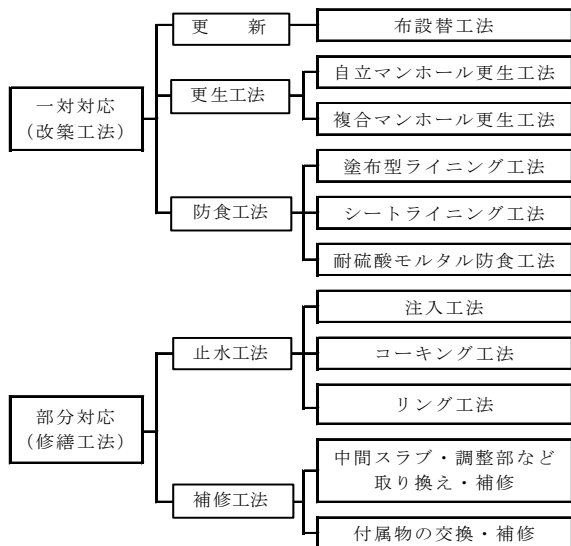 更　新
布設替工法
一対対応
（改築工法）
更生工法
自立マンホール更生工法
複合マンホール更生工法
防食工法
塗布型ライニング工法
シートライニング工法
耐硫酸モルタル防食工法
部分対応
（修繕工法）
止水工法
注入工法
コーキング工法
リング工法
補修工法
中間スラブ・調整部など
取り換え・補修
付属物の交換・補修